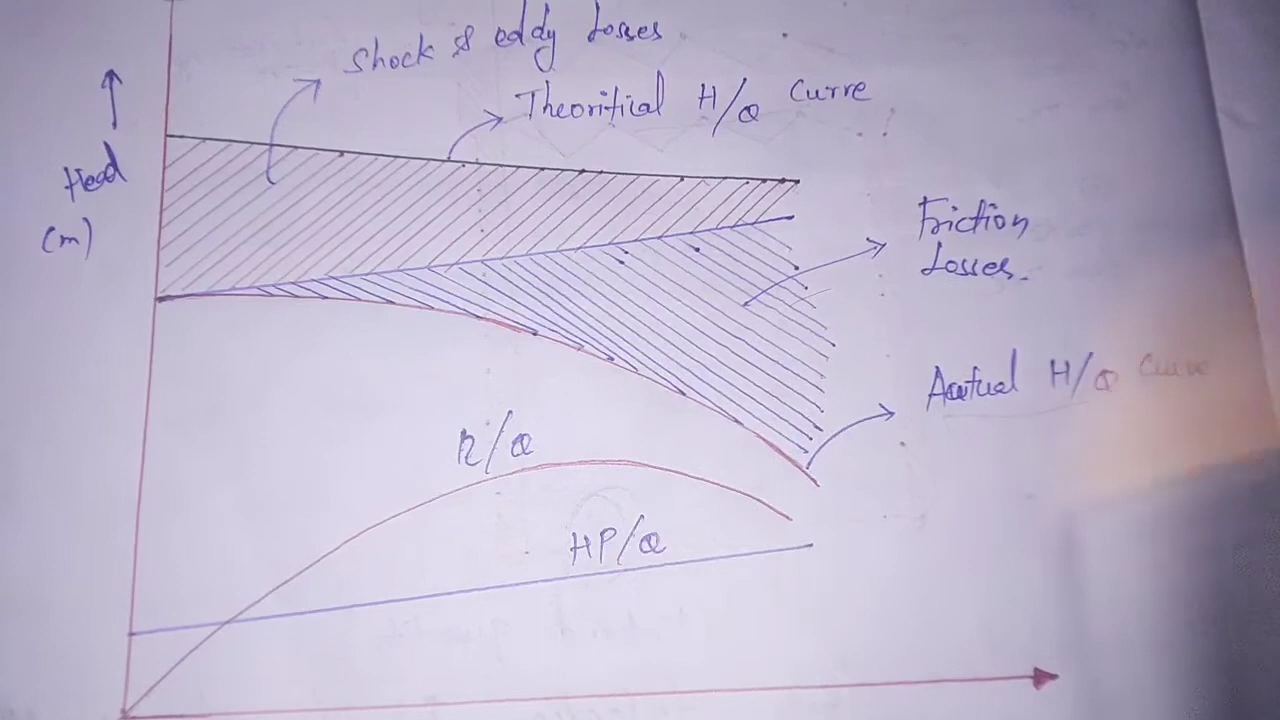 Shock & eddy Losses
Theoritical H/Q Curve
Head
(m)
Friction
Losses.
Actual H/Q Curve
η/Q
HP/Q